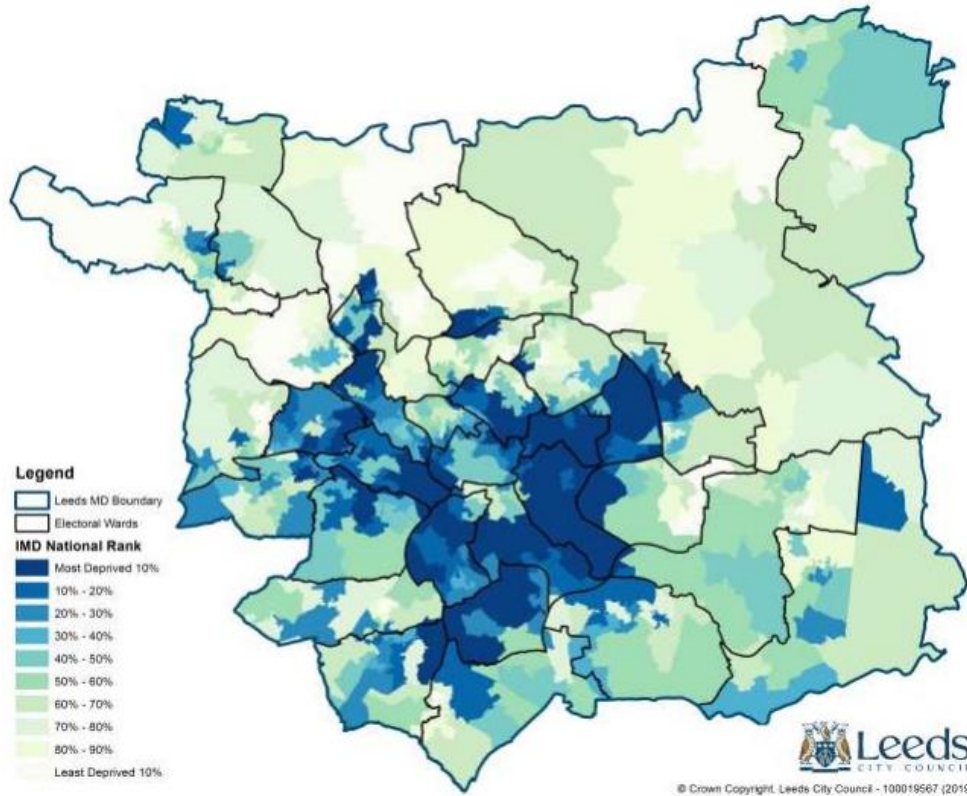 Legend
Leeds MD Boundary
Electoral Wards
IMD National Rank
Most Deprived 10%
10% - 20%
20% - 30%
30% - 40%
40% - 50%
50% - 60%
60% - 70%
70% - 80%
80% - 90%
Least Deprived 10%
Leeds
CITY COUNCIL
© Crown Copyright. Leeds City Council - 100019567 (2019